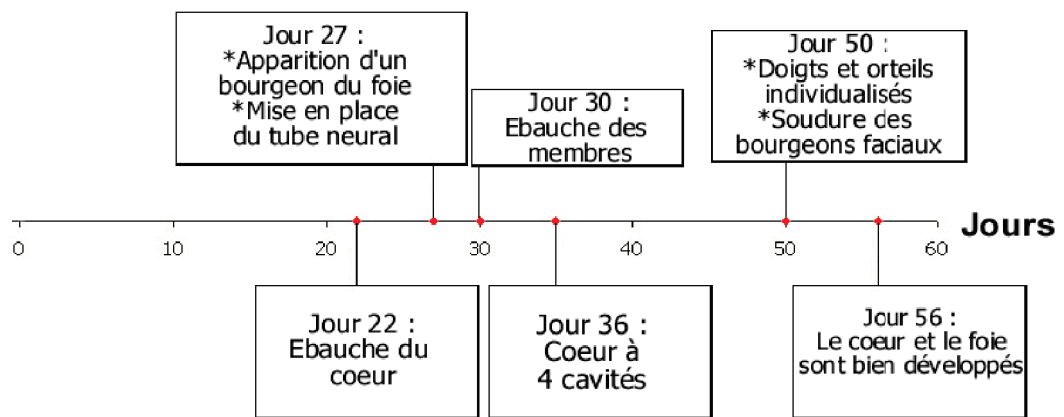 Jour 27 :
*Apparition d'un
bourgeon du foie
*Mise en place
du tube neural
Jour 30 :
Ebauche des
membres
Jour 50 :
*Doigts et orteils
individualisés
*Soudure des
bourgeons faciaux
0 10 20 30 40 50 60
Jours
Jour 22 :
Ebauche du
coeur
Jour 36 :
Coeur à
4 cavités
Jour 56 :
Le coeur et le foie
sont bien développés